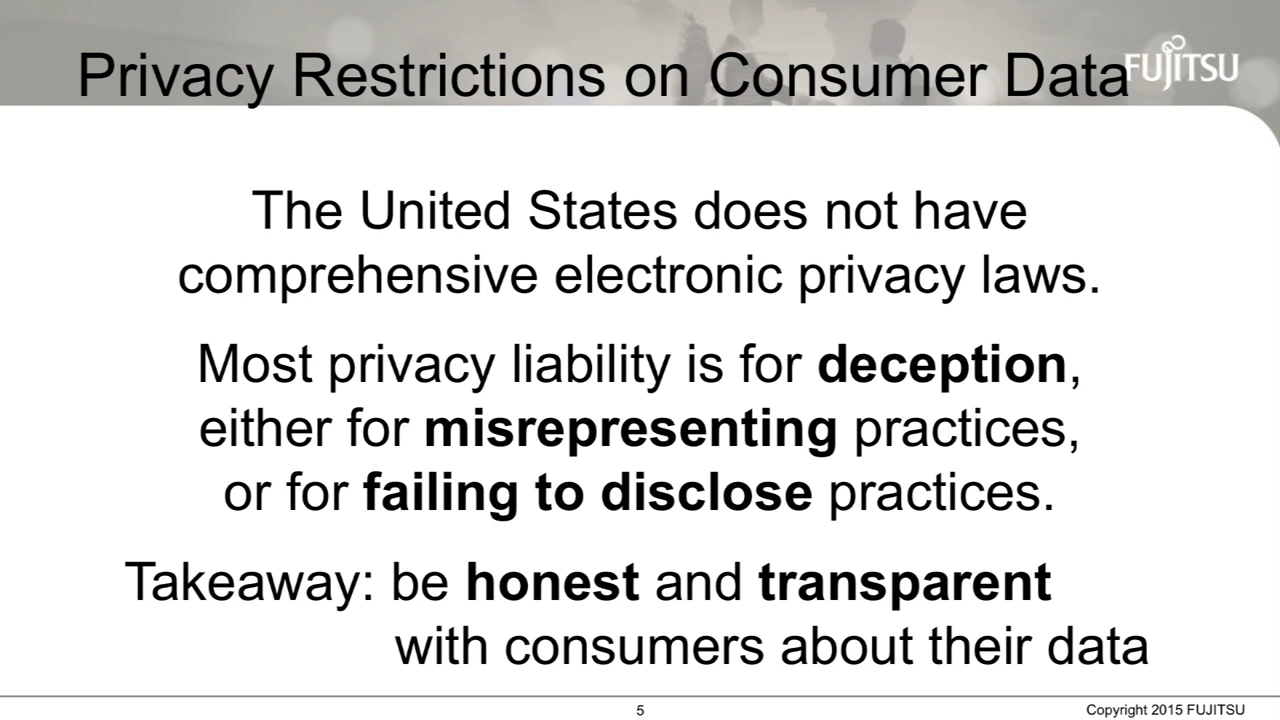 Privacy Restrictions on Consumer Data
FUJITSU
The United States does not have
comprehensive electronic privacy laws.
Most privacy liability is for deception,
either for misrepresenting practices,
or for failing to disclose practices.
Takeaway: be honest and transparent
with consumers about their data
5
Copyright 2015 FUJITSU